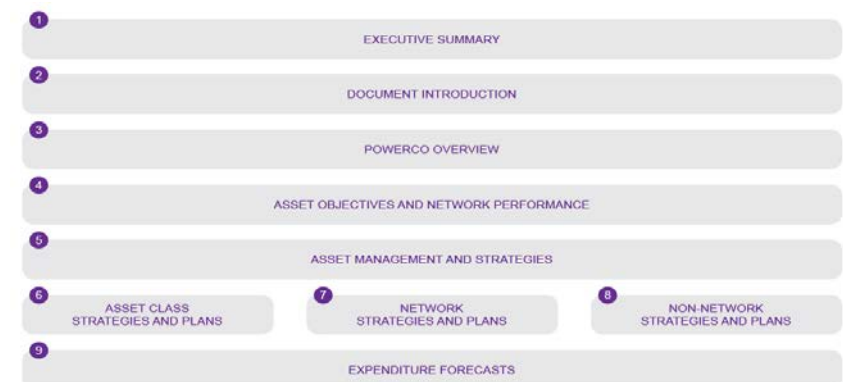 1
EXECUTIVE SUMMARY
2
DOCUMENT INTRODUCTION
3
POWERCO OVERVIEW
4
ASSET OBJECTIVES AND NETWORK PERFORMANCE
5
ASSET MANAGEMENT AND STRATEGIES
6
ASSET CLASS
STRATEGIES AND PLANS
7
NETWORK
STRATEGIES AND PLANS
8
NON-NETWORK
STRATEGIES AND PLANS
9
EXPENDITURE FORECASTS